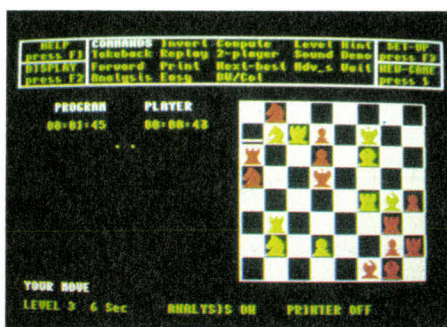 HELP
press F1
DISPLAY
press F2
COMMANDS Invert Compute Level Hint
Takeback Replay 2-player Sound Demo
Forward Print Next-best Adv_s Wait
Analysis Easy BW/Col
SET-UP
press F3
NEW-GAME
press 5
PROGRAM PLAYER
00:01:45 00:00:43
YOUR MOVE
LEVEL 3 6 Sec ANALYSIS ON PRINTER OFF